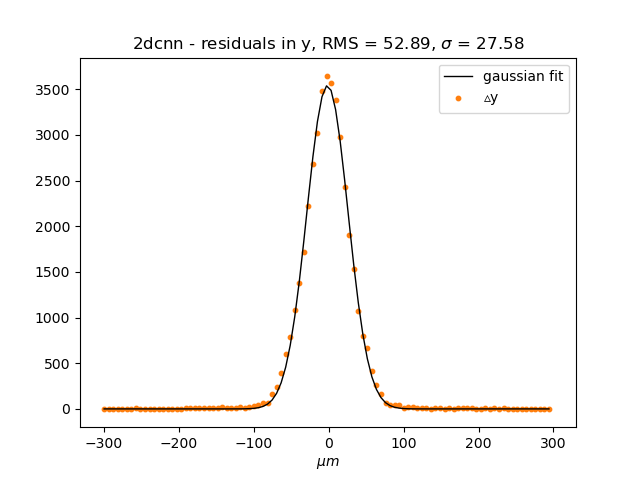 2dcnn - residuals in y, RMS = 52.89, σ = 27.58
gaussian fit
△y
3500
3000
2500
2000
1500
1000
500
0
−300 −200 −100 0 100 200 300
μm